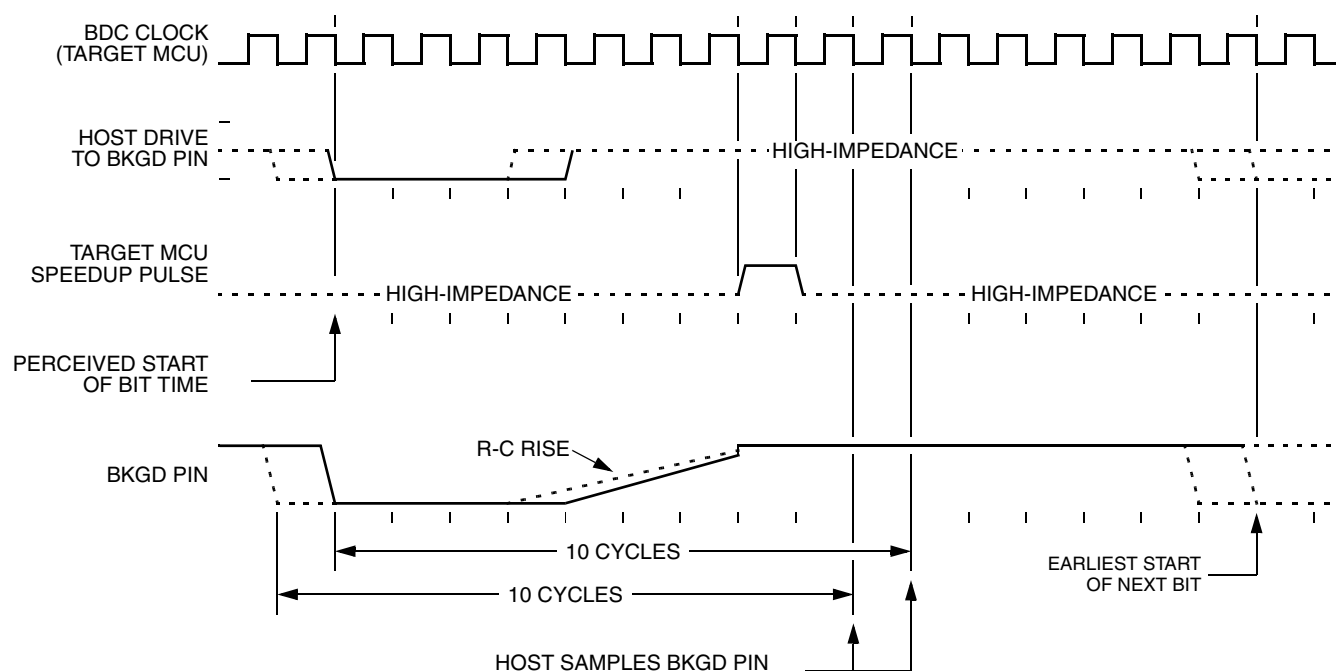 BDC CLOCK
(TARGET MCU)
HOST DRIVE
TO BKGD PIN
HIGH-IMPEDANCE
TARGET MCU
SPEEDUP PULSE
HIGH-IMPEDANCE
HIGH-IMPEDANCE
PERCEIVED START
OF BIT TIME
R-C RISE
BKGD PIN
10 CYCLES
EARLIEST START
OF NEXT BIT
10 CYCLES
HOST SAMPLES BKGD PIN